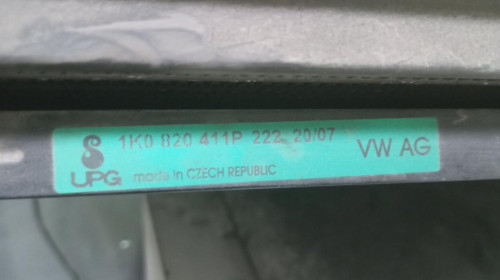 1K0 820 411P 222 20/07
VW AG
UPG made in CZECH REPUBLIC